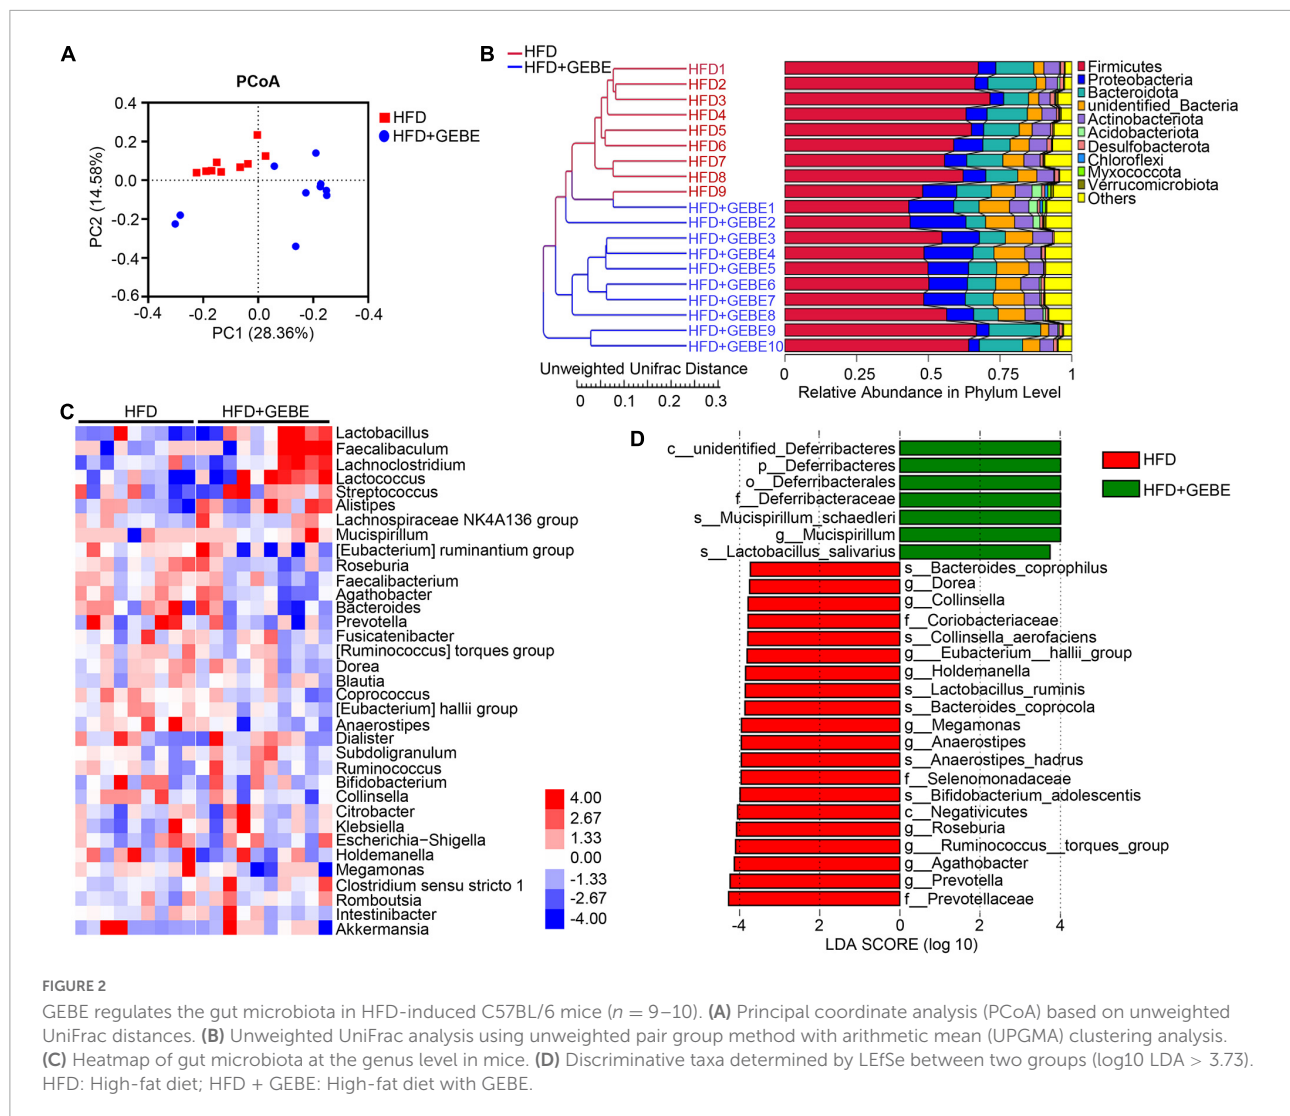 A
PCoA
0.4
0.2
0.0
-0.2
-0.4
-0.6
-0.4
-0.2
0.0
-0.2
-0.4
PC2 (14.58%)
PC1 (28.36%)
HFD
HFD+GEBE
B
HFD
HFD+GEBE
HFD1
HFD2
HFD3
HFD4
HFD5
HFD6
HFD7
HFD8
HFD9
HFD+GEBE1
HFD+GEBE2
HFD+GEBE3
HFD+GEBE4
HFD+GEBE5
HFD+GEBE6
HFD+GEBE7
HFD+GEBE8
HFD+GEBE9
HFD+GEBE10
Unweighted Unifrac Distance
0 0.1 0.2 0.3
0 0.25 0.5 0.75 1
Relative Abundance in Phylum Level
Firmicutes
Proteobacteria
Bacteroidota
unidentified_Bacteria
Actinobacteriota
Acidobacteriota
Desulfobacterota
Chloroflexi
Myxococcota
Verrucomicrobiota
Others
C
HFD HFD+GEBE
Lactobacillus
Faecalibaculum
Lachnoclostridium
Lactococcus
Streptococcus
Alistipes
Lachnospiraceae NK4A136 group
Mucispirillum
[Eubacterium] ruminantium group
Roseburia
Faecalibacterium
Agathobacter
Bacteroides
Prevotella
Fusicatenibacter
[Ruminococcus] torques group
Dorea
Blautia
Coprococcus
[Eubacterium] hallii group
Anaerostipes
Dialister
Subdoligranulum
Ruminococcus
Bifidobacterium
Collinsella
Citrobacter
Klebsiella
Escherichia−Shigella
Holdemanella
Megamonas
Clostridium sensu stricto 1
Romboutsia
Intestinibacter
Akkermansia
4.00
2.67
1.33
0.00
-1.33
-2.67
-4.00
D
c__unidentified_Deferribacteres
p__Deferribacteres
o__Deferribacterales
f__Deferribacteraceae
s__Mucispirillum_schaedleri
g__Mucispirillum
s__Lactobacillus_salivarius
s__Bacteroides_coprophilus
g__Dorea
g__Collinsella
f__Coriobacteriaceae
s__Collinsella_aerofaciens
g___Eubacterium__hallii_group
g__Holdemanella
s__Lactobacillus_ruminis
s__Bacteroides_coprocola
g__Megamonas
g__Anaerostipes
s__Anaerostipes_hadrus
f__Selenomonadaceae
s__Bifidobacterium_adolescentis
c__Negativicutes
g__Roseburia
g___Ruminococcus__torques_group
g__Agathobacter
g__Prevotella
f__Prevotellaceae
-4 2 0 2 4
LDA SCORE (log 10)
HFD
HFD+GEBE
FIGURE 2
GEBE regulates the gut microbiota in HFD-induced C57BL/6 mice (n = 9–10). (A) Principal coordinate analysis (PCoA) based on unweighted
UniFrac distances. (B) Unweighted UniFrac analysis using unweighted pair group method with arithmetic mean (UPGMA) clustering analysis.
(C) Heatmap of gut microbiota at the genus level in mice. (D) Discriminative taxa determined by LEfSe between two groups (log10 LDA > 3.73).
HFD: High-fat diet; HFD + GEBE: High-fat diet with GEBE.